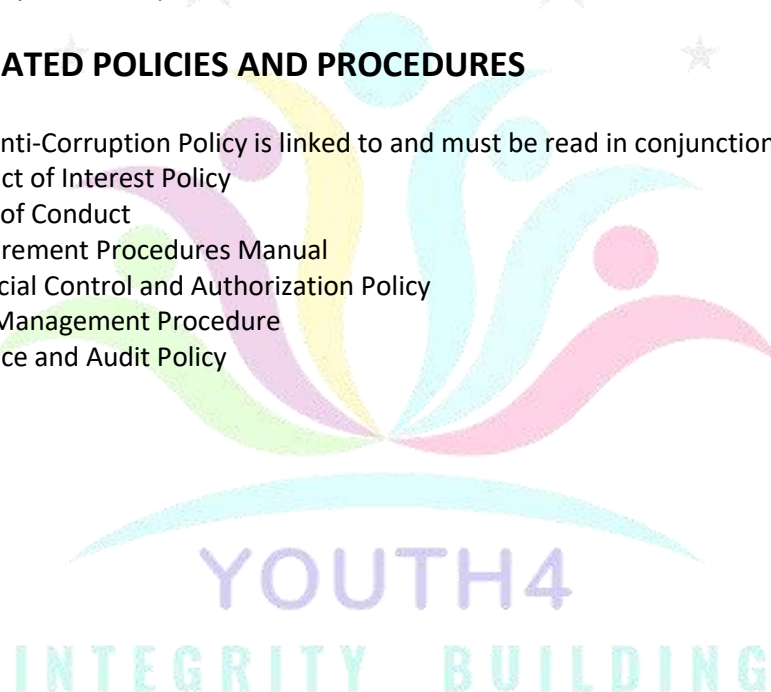 ATED POLICIES AND PROCEDURES
nti-Corruption Policy is linked to and must be read in conjunction
ct of Interest Policy
of Conduct
rement Procedures Manual
cial Control and Authorization Policy
Management Procedure
ce and Audit Policy
YOUTH4
INTEGRITY BUILDING